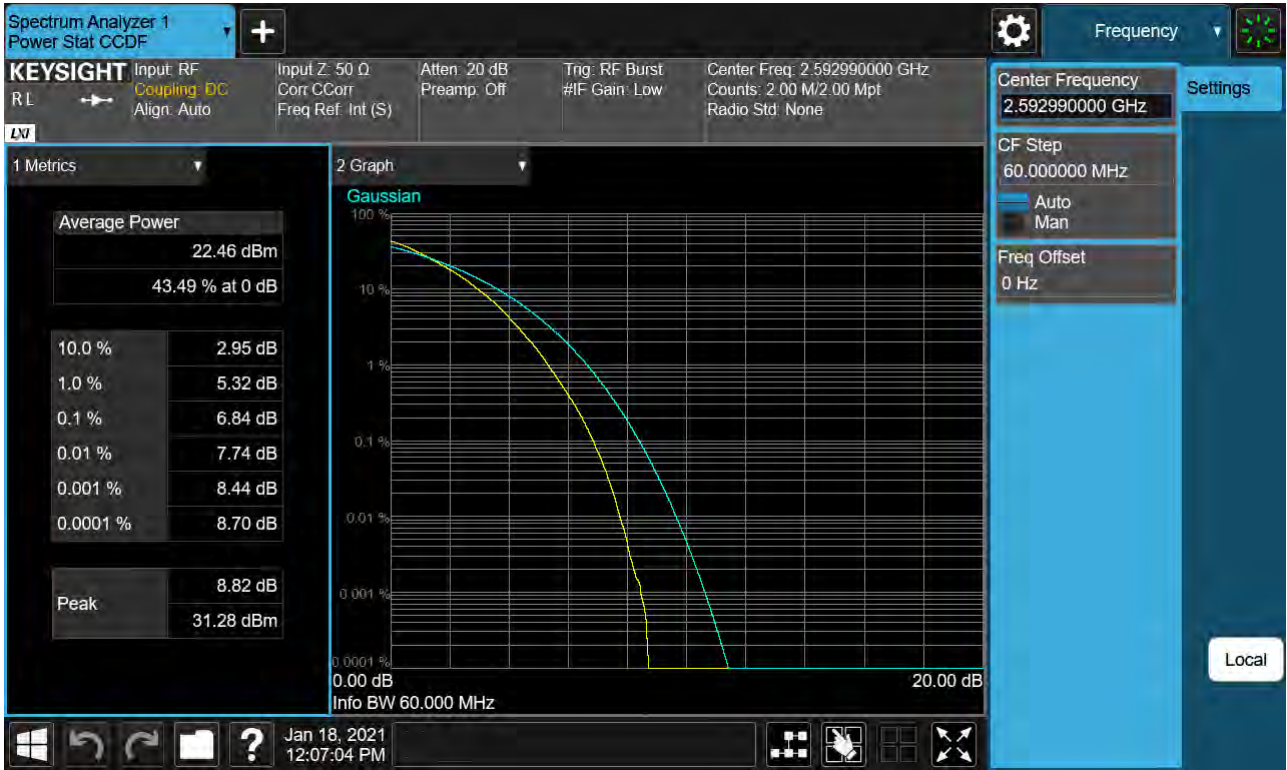 Spectrum Analyzer 1
Power Stat CCDF
Frequency
KEYSIGHT
R L
LXI
Input: RF
Coupling: DC
Align: Auto
Input Z: 50 Ω
Corr CCorr
Freq Ref: Int (S)
Atten: 20 dB
Preamp: Off
Trig: RF Burst
#IF Gain: Low
Center Freq: 2.592990000 GHz
Counts: 2.00 M/2.00 Mpt
Radio Std: None
Center Frequency
2.592990000 GHz
Settings
CF Step
60.000000 MHz
Auto
Man
Freq Offset
0 Hz
Local
1 Metrics
Average Power
22.46 dBm
43.49 % at 0 dB
10.0 % 2.95 dB
1.0 % 5.32 dB
0.1 % 6.84 dB
0.01 % 7.74 dB
0.001 % 8.44 dB
0.0001 % 8.70 dB
Peak
8.82 dB
31.28 dBm
2 Graph
Gaussian
100 %
10 %
1 %
0.1 %
0.01 %
0.001 %
0.0001 %
0.00 dB 20.00 dB
Info BW 60.000 MHz
?
Jan 18, 2021
12:07:04 PM